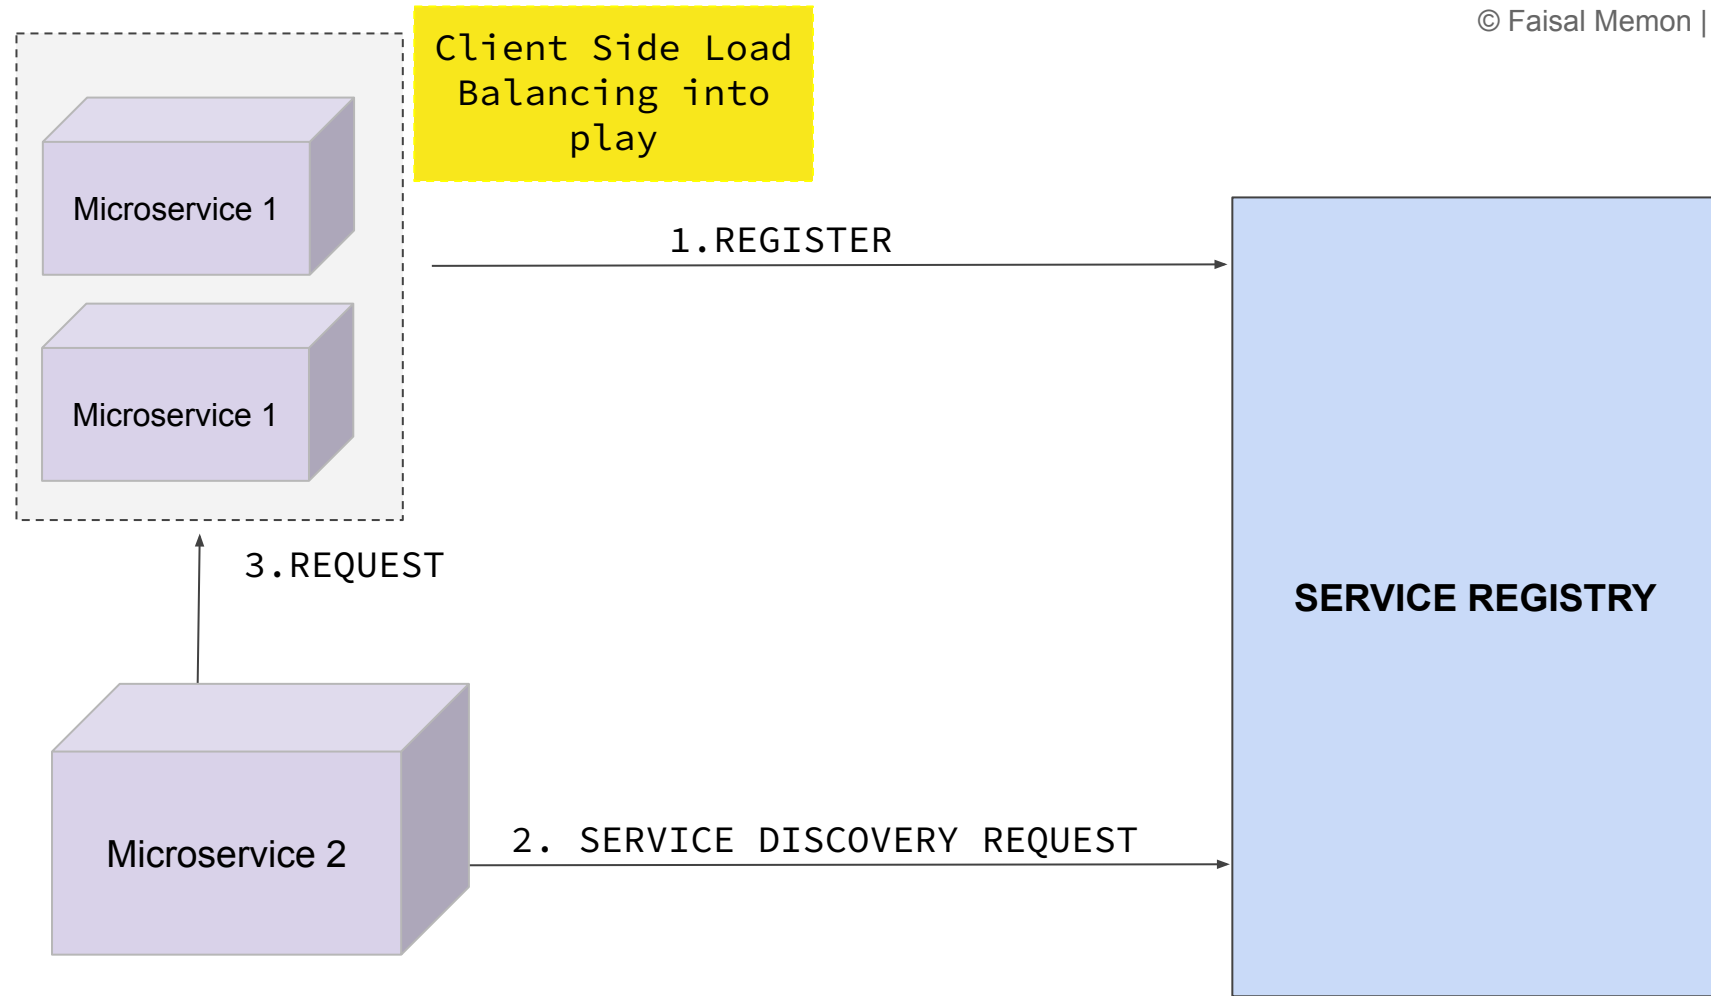 © Faisal Memon |
Client Side Load
Balancing into
play
Microservice 1
1.REGISTER
Microservice 1
3.REQUEST
SERVICE REGISTRY
Microservice 2
2. SERVICE DISCOVERY REQUEST